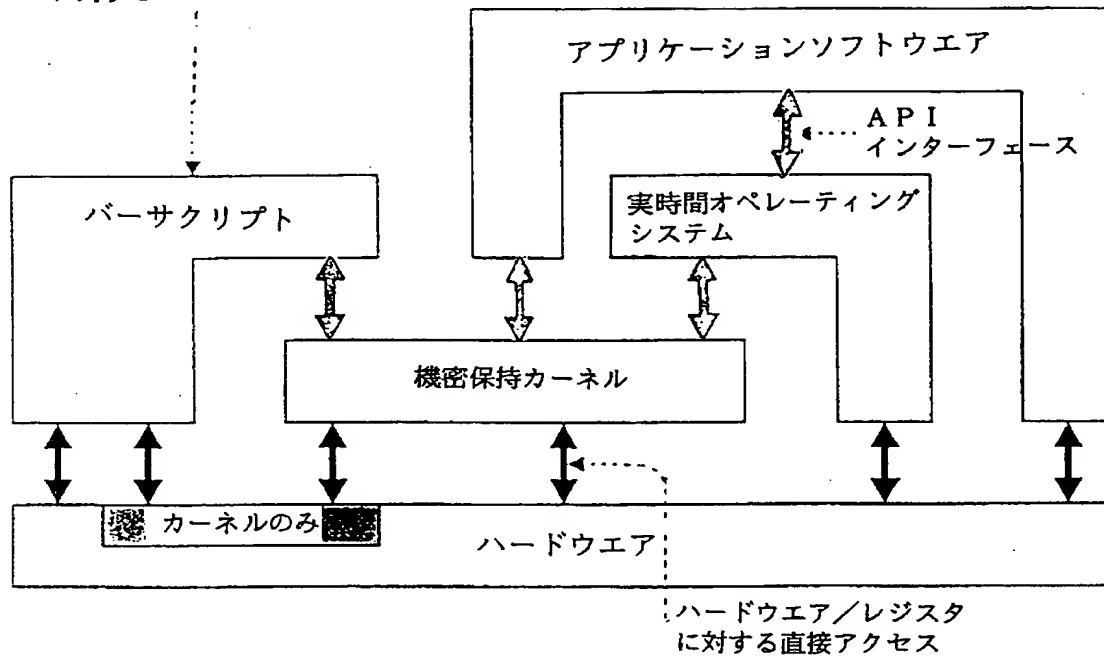 アプリケーションソフトウエア
API
インターフェース
バーサクリプト
実時間オペレーティング
システム
機密保持カーネル
カーネルのみ
ハードウエア
ハードウエア/レジスタ
に対する直接アクセス